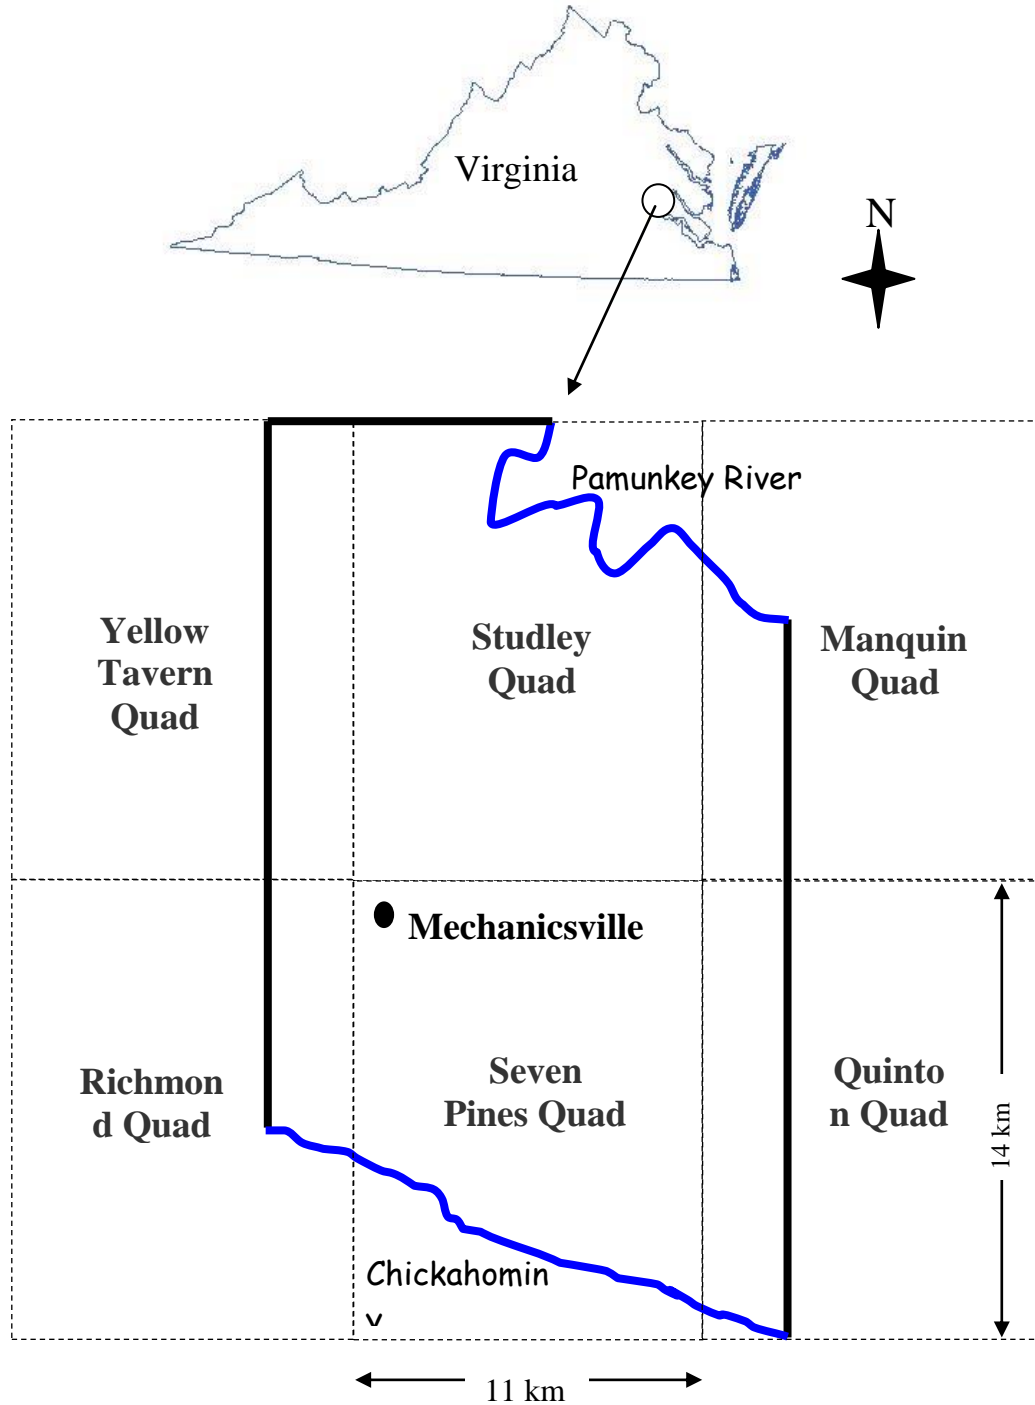 Virginia
N
Pamunkey River
Yellow
Tavern
Quad
Studley
Quad
Manquin
Quad
Mechanicsville
Richmon
d Quad
Seven
Pines Quad
Quinto
n Quad
14 km
Chickahomin
y
11 km